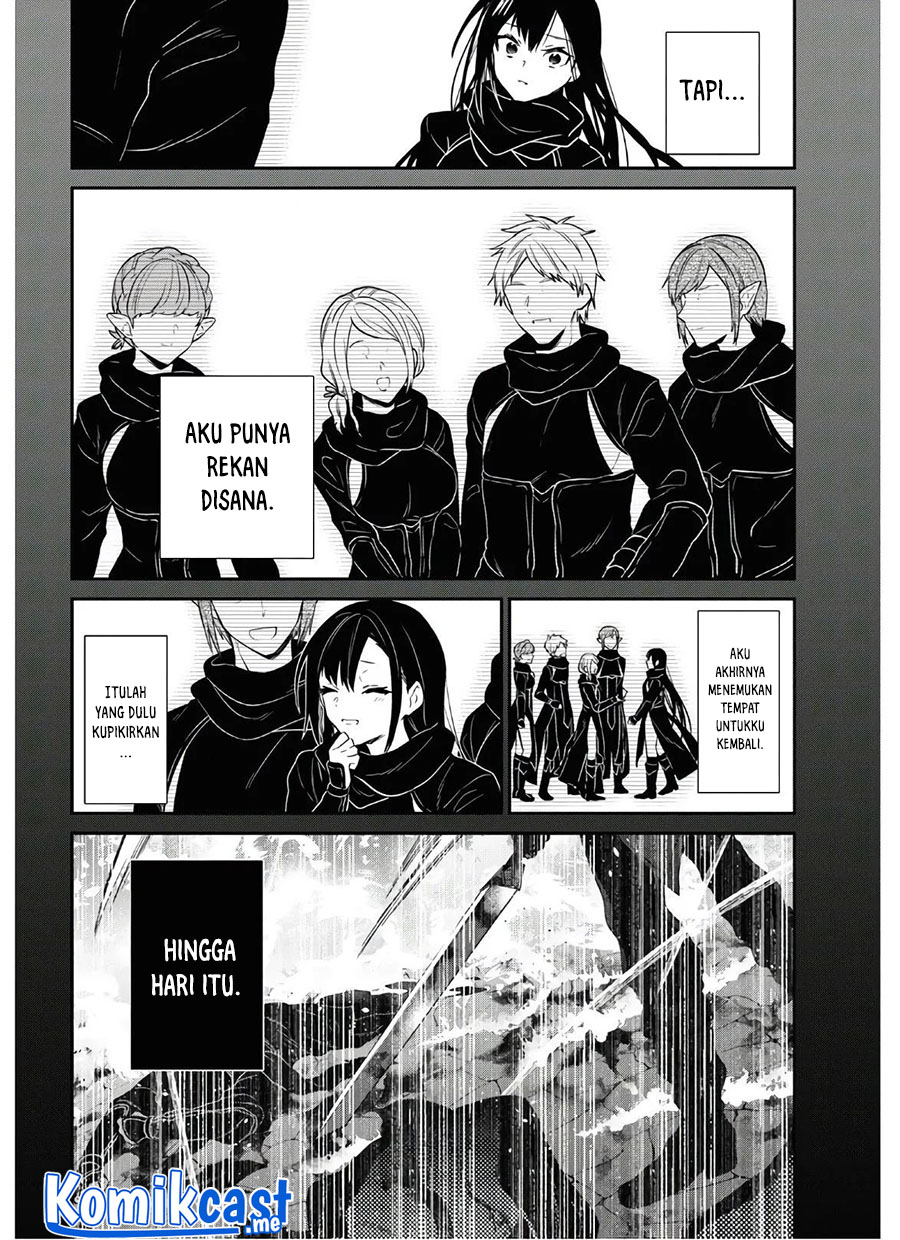 TAPI...
AKU PUNYA
REKAN
DISANA.
AKU
AKHIRNYA
MENEMUKAN
TEMPAT
UNTUKKU
KEMBALI.
ITULAH
YANG DULU
KUPIKIRKAN
...
HINGGA
HARI ITU.
Komikcast
.me